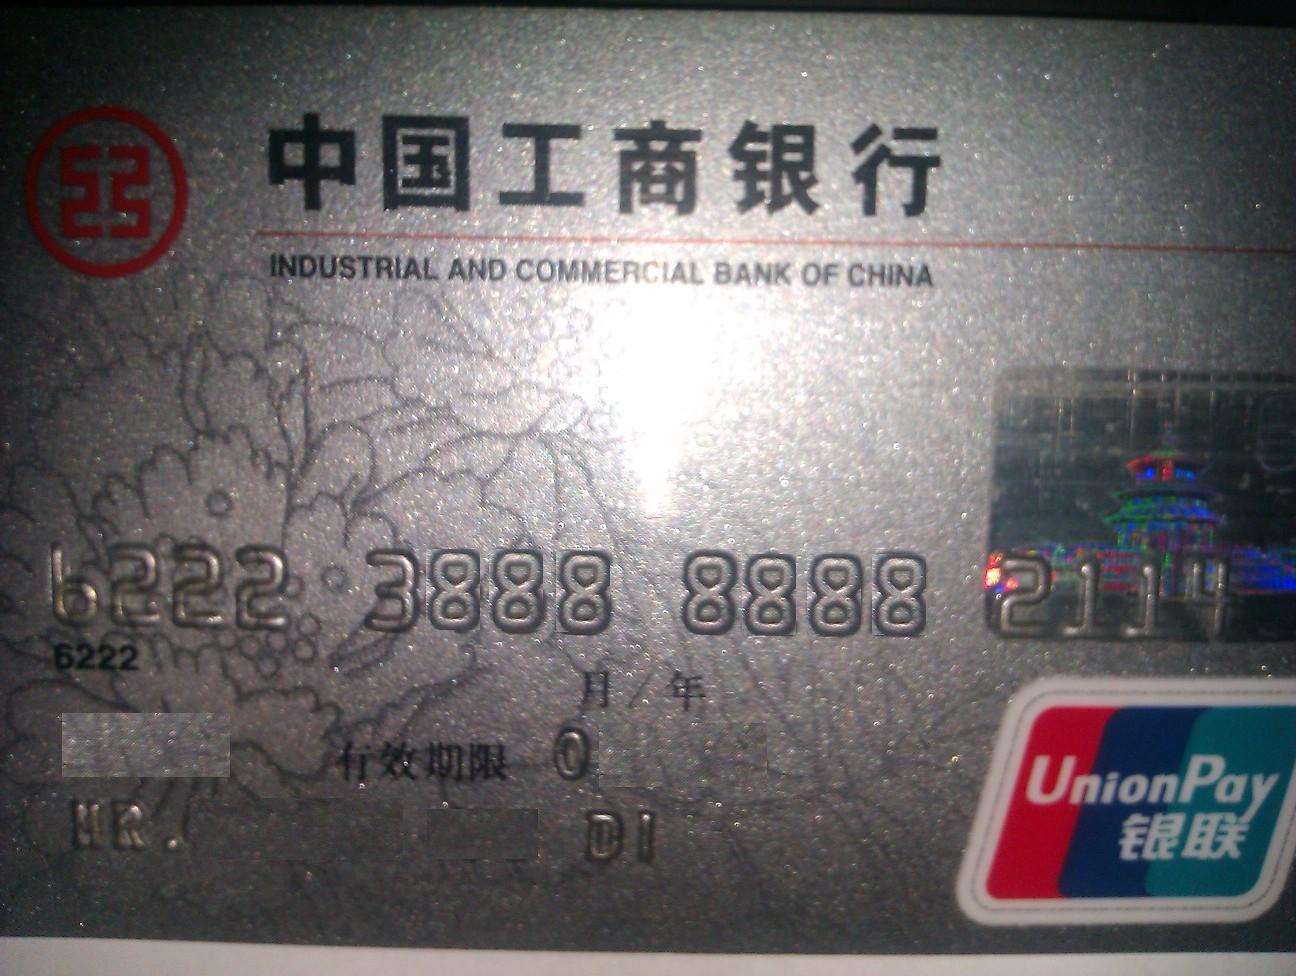 中国工商银行
INDUSTRIAL AND COMMERCIAL BANK OF CHINA
6222 3888 8888 2114
6222
月/年
有效期限 0
MR. DI
UnionPay
银联